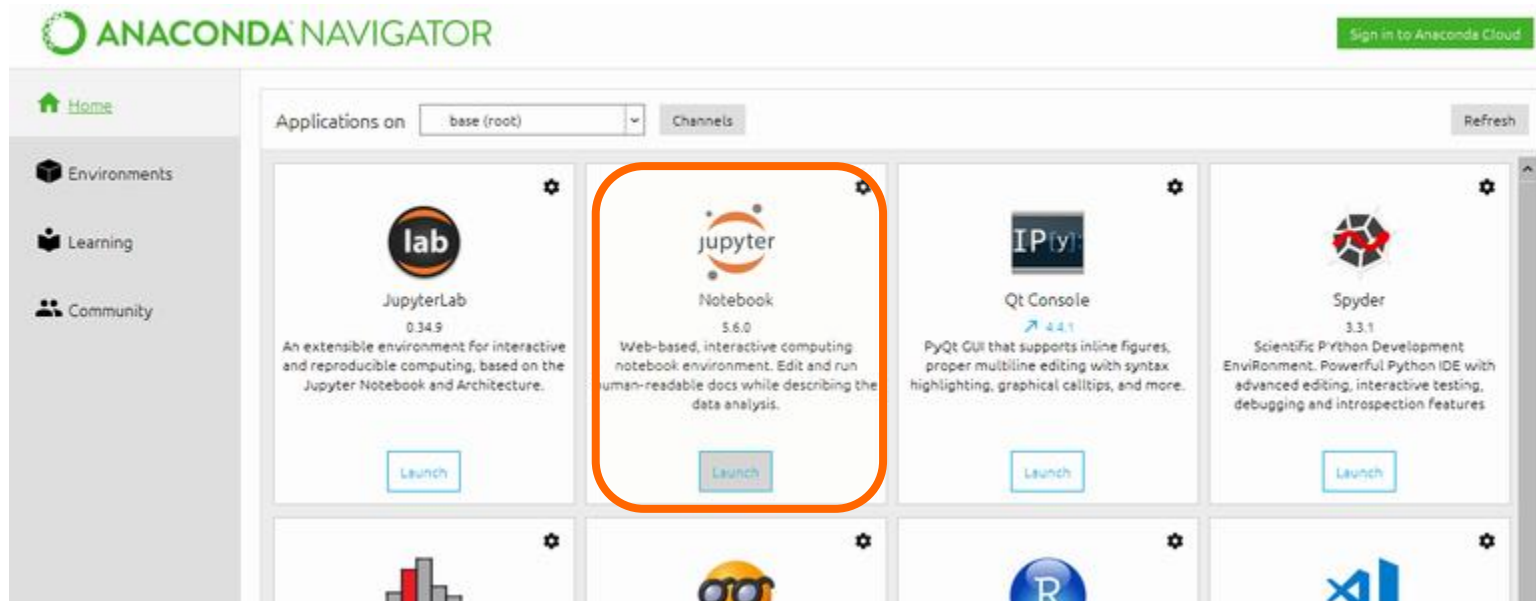 ANACONDA NAVIGATOR
Sign in to Anaconda Cloud
Home
Environments
Learning
Community
Applications on
base (root)
Channels
Refresh
lab
JupyterLab
0.34.9
An extensible environment for interactive
and reproducible computing, based on the
Jupyter Notebook and Architecture.
Launch
jupyter
Notebook
5.6.0
Web-based, interactive computing
notebook environment. Edit and run
human-readable docs while describing the
data analysis.
Launch
IP[y]:
Qt Console
4.4.1
PyQt GUI that supports inline figures,
proper multiline editing with syntax
highlighting, graphical calltips, and more.
Launch
Spyder
3.3.1
Scientific PYthon Development
EnviRonment. Powerful Python IDE with
advanced editing, interactive testing,
debugging and introspection features
Launch
R